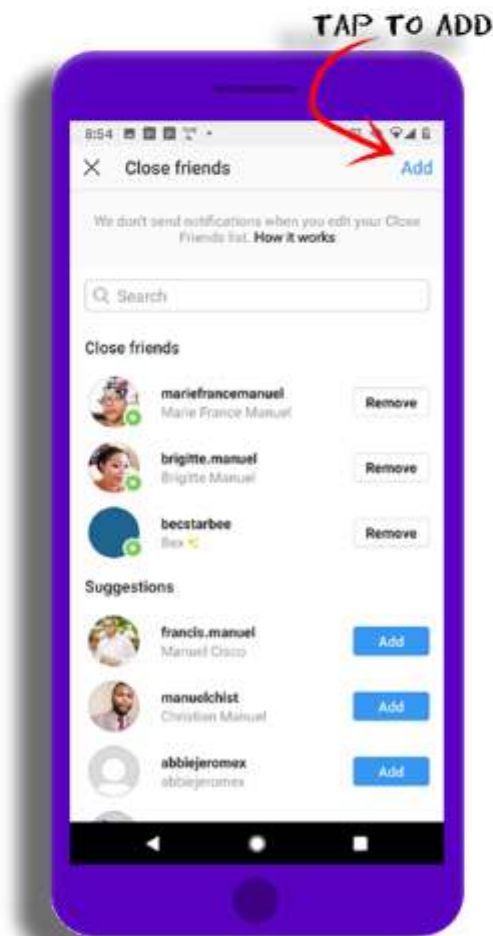 TAP TO ADD
8:54
Close friends Add
We don't send notifications when you edit your Close
Friends list. How it works
Search
Close friends
mariefrancemanuel
Marie France Manuel
Remove
brigitte.manuel
Brigitte Manuel
Remove
becstarbee
Bex
Remove
Suggestions
francis.manuel
Manuel Cisco
Add
manuelchist
Christian Manuel
Add
abbiejeromex
abbiejeromex
Add